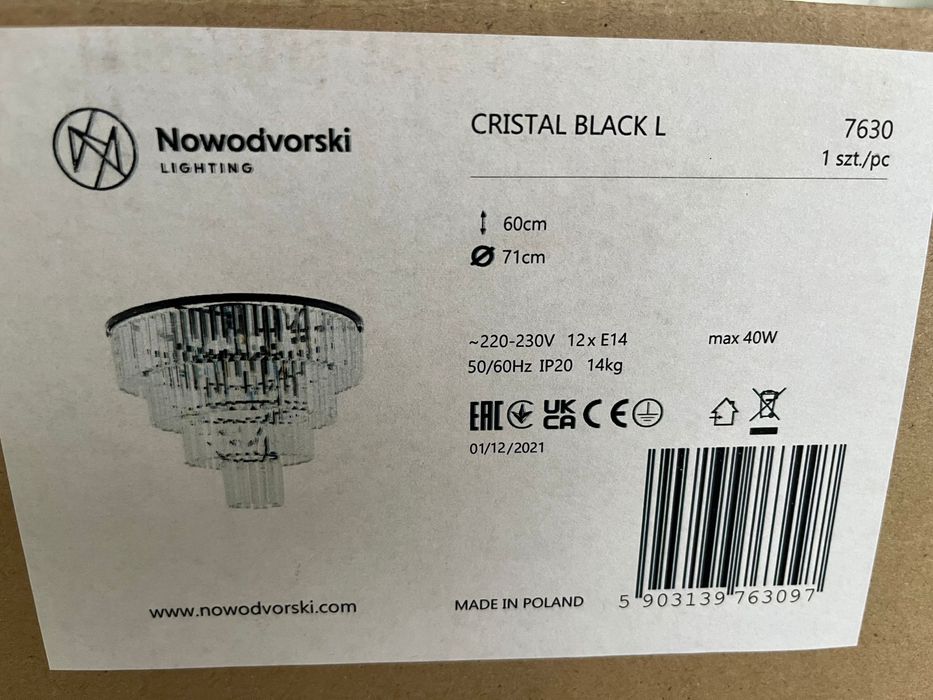 Nowodvorski
LIGHTING
CRISTAL BLACK L
7630
1 szt./pc
60cm
71cm
~220-230V 12x E14 max 40W
50/60Hz IP20 14kg
EAC UK CA CE
01/12/2021
www.nowodvorski.com
MADE IN POLAND
5 903139 763097